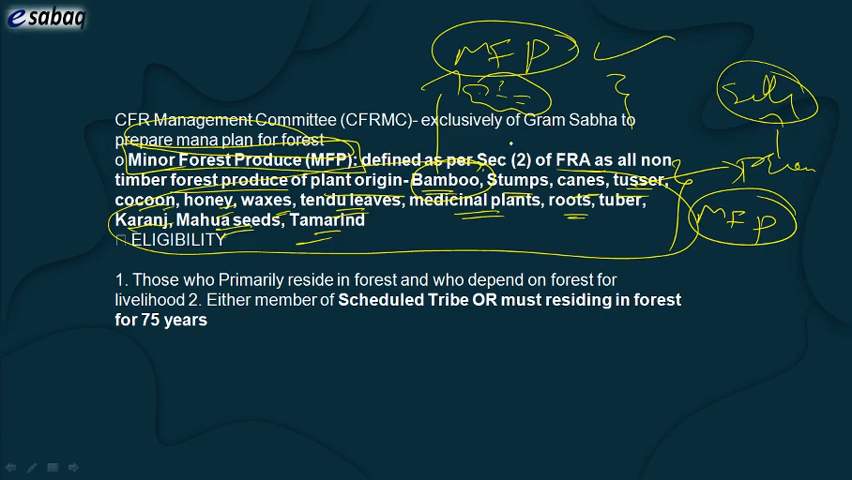 esabaq
MFP
CFR Management Committee (CFRMC)- exclusively of Gram Sabha to
prepare mana plan for forest
o Minor Forest Produce (MFP): defined as per Sec (2) of FRA as all non
timber forest produce of plant origin- Bamboo, Stumps, canes, tusser,
cocoon, honey, waxes, tendu leaves, medicinal plants, roots, tuber,
Karanj, Mahua seeds, Tamarind
MFP
□ ELIGIBILITY
1. Those who Primarily reside in forest and who depend on forest for
livelihood 2. Either member of Scheduled Tribe OR must residing in forest
for 75 years